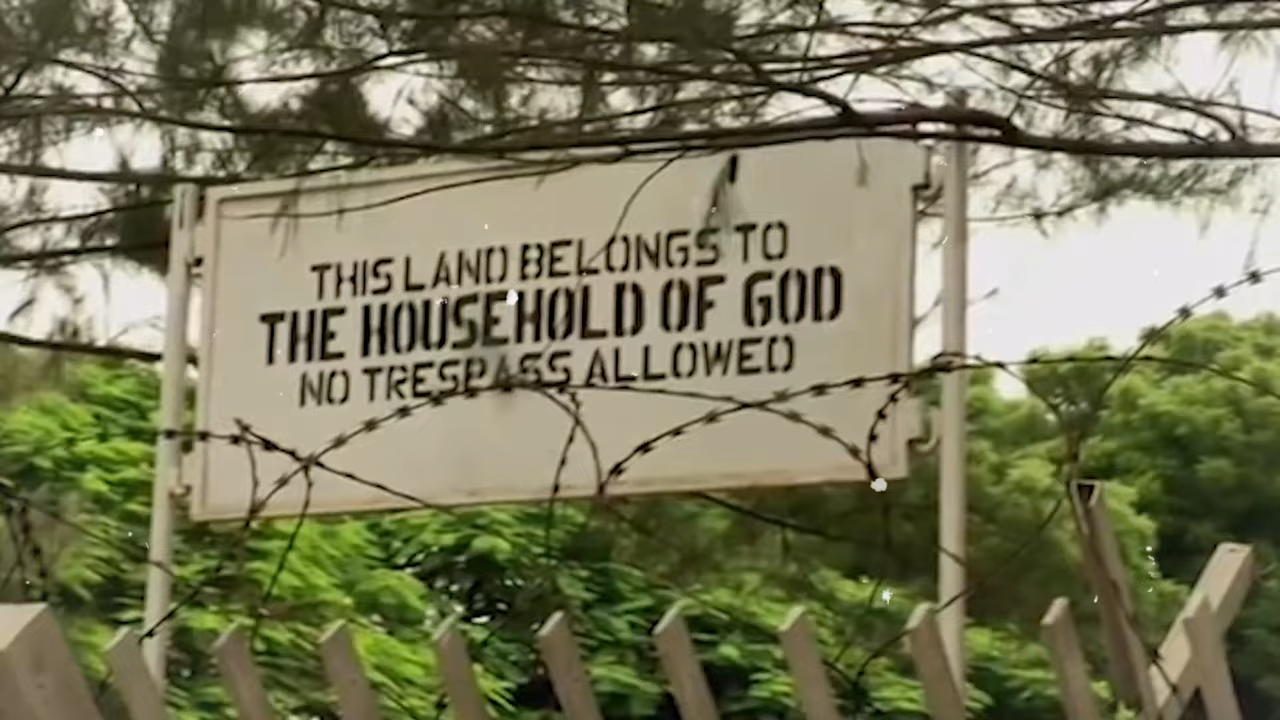 THIS LAND BELONGS TO
THE HOUSEHOLD OF GOD
NO TRESPASS ALLOWED